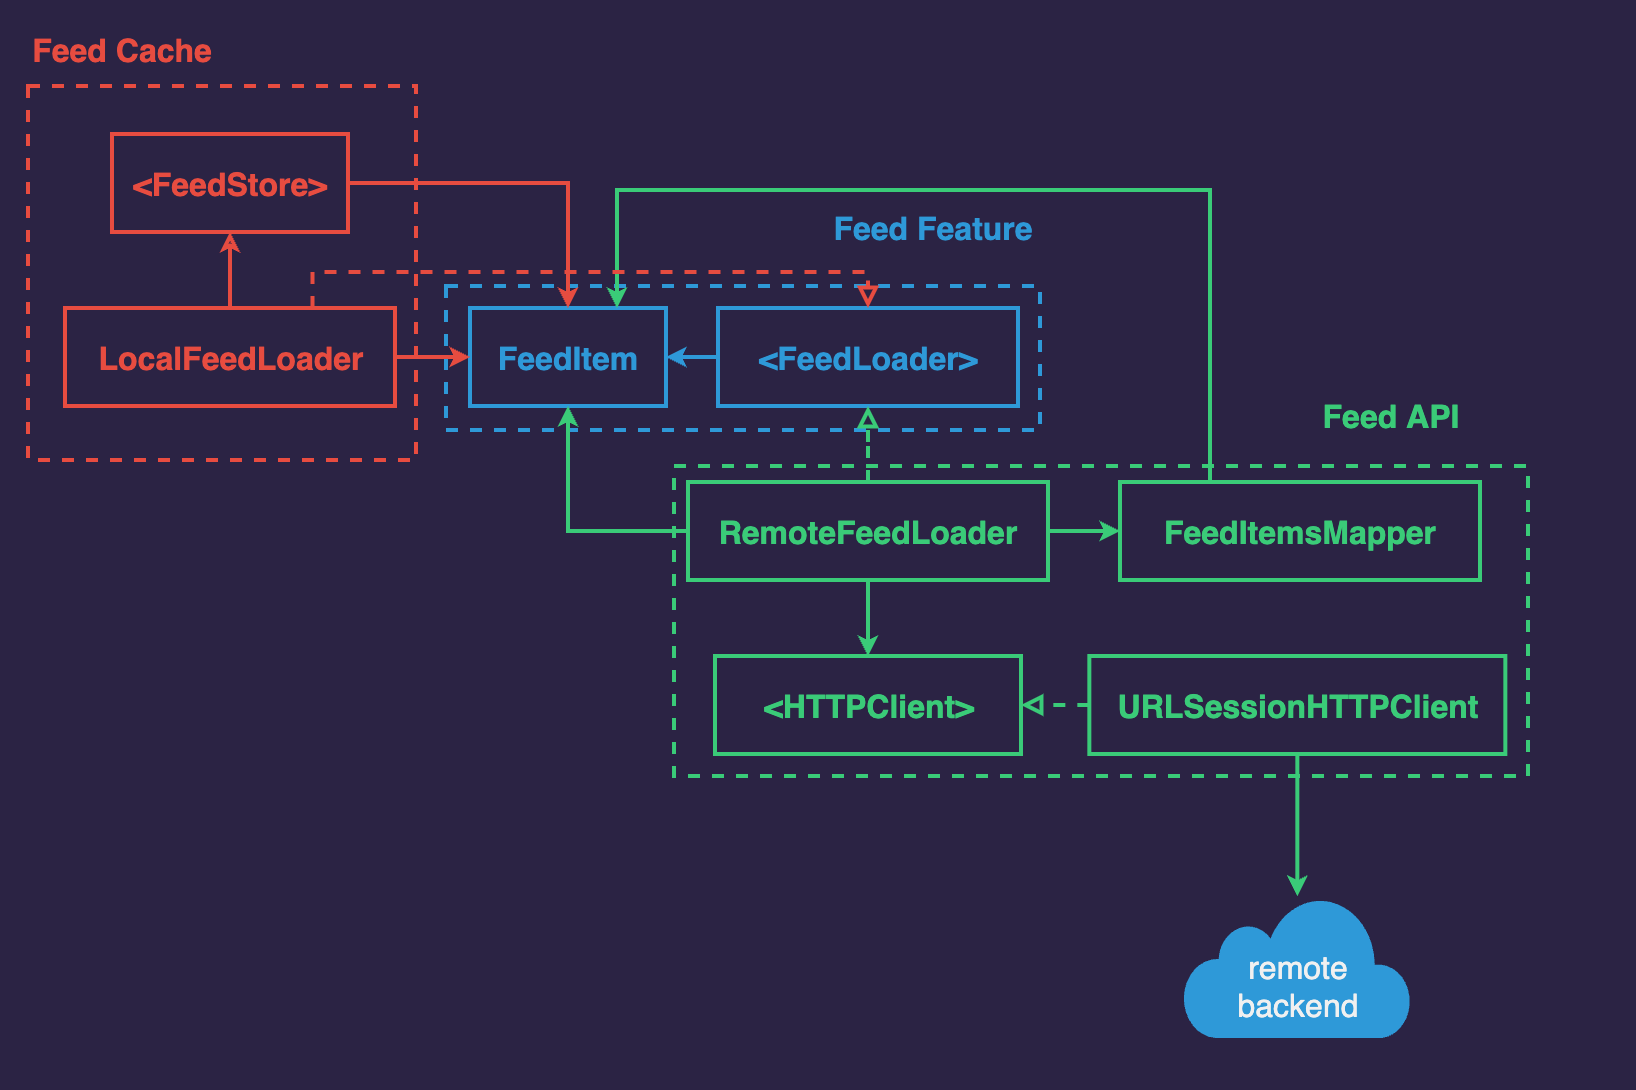 Feed Cache
<FeedStore>
Feed Feature
LocalFeedLoader
FeedItem
<FeedLoader>
Feed API
RemoteFeedLoader
FeedItemsMapper
<HTTPClient>
URLSessionHTTPClient
remote
backend